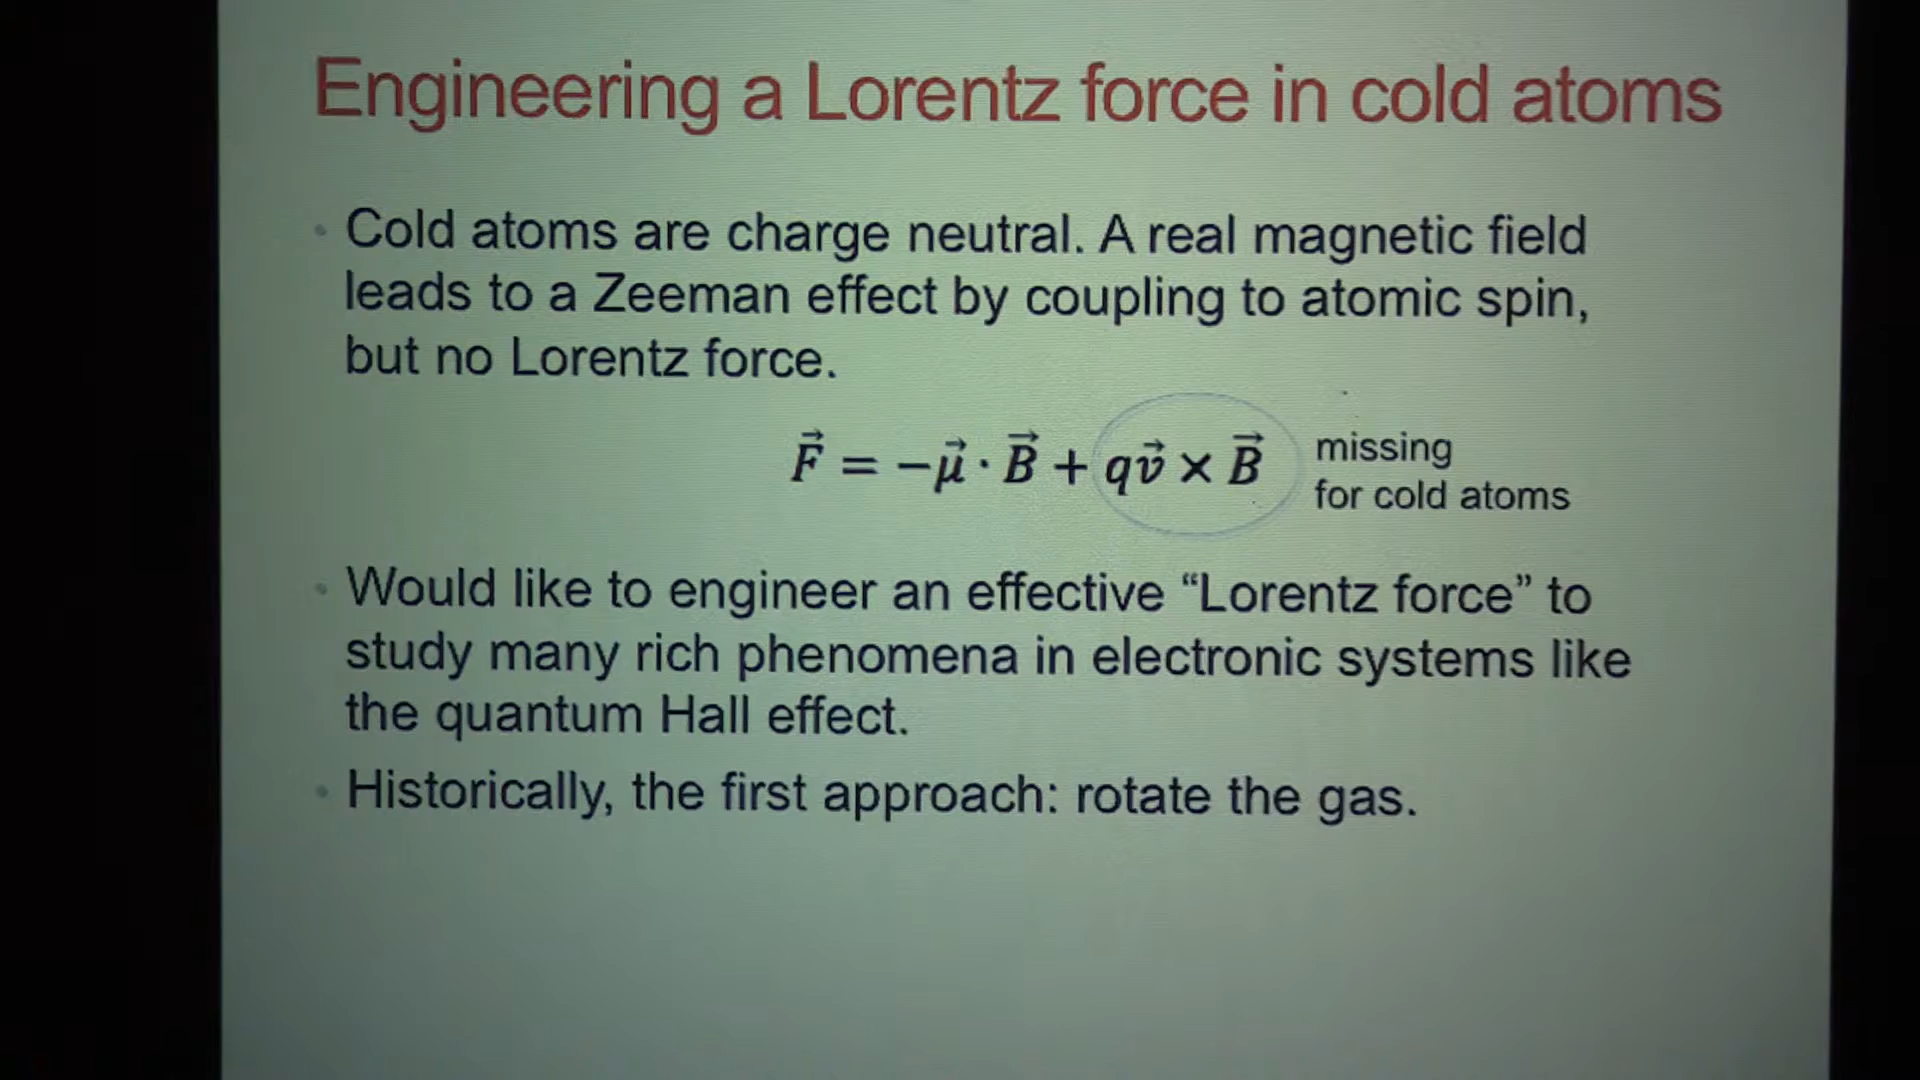 Engineering a Lorentz force in cold atoms
• Cold atoms are charge neutral. A real magnetic field
leads to a Zeeman effect by coupling to atomic spin,
but no Lorentz force.
F⃗ = −μ⃗ · B⃗ + qv⃗ × B⃗
missing
for cold atoms
• Would like to engineer an effective “Lorentz force” to
study many rich phenomena in electronic systems like
the quantum Hall effect.
• Historically, the first approach: rotate the gas.